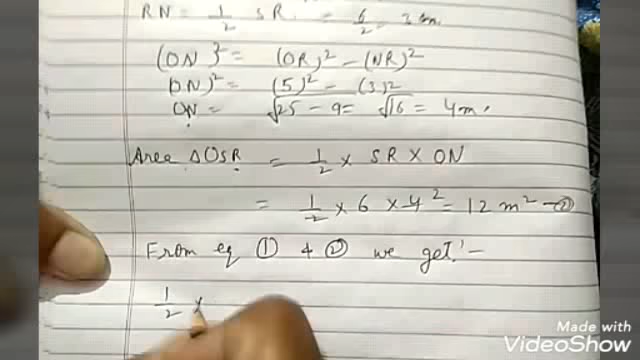 RN = 1/2 SR = 6/2 = 3 m.
(ON)² = (OR)² – (NR)²
(ON)² = (5)² – (3)²
ON = √25 – 9 = √16 = 4m.
Area △OSR = 1/2 × SR × ON
= 1/2 × 6 × 4² = 12 m² –②
From eq ① & ② we get :–
1/2 ×
Made with
VideoShow